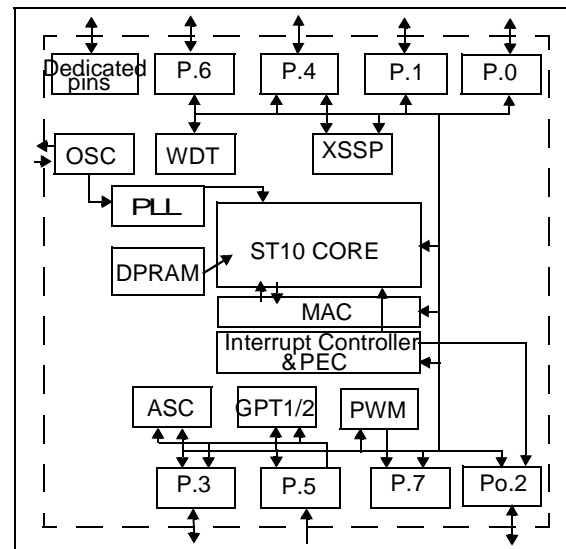 Dedicated
pins
P.6
P.4
P.1
P.0
OSC
WDT
XSSP
PLL
ST10 CORE
DPRAM
MAC
Interrupt Controller
&PEC
ASC
GPT1/2
PWM
P.3
P.5
P.7
Po.2